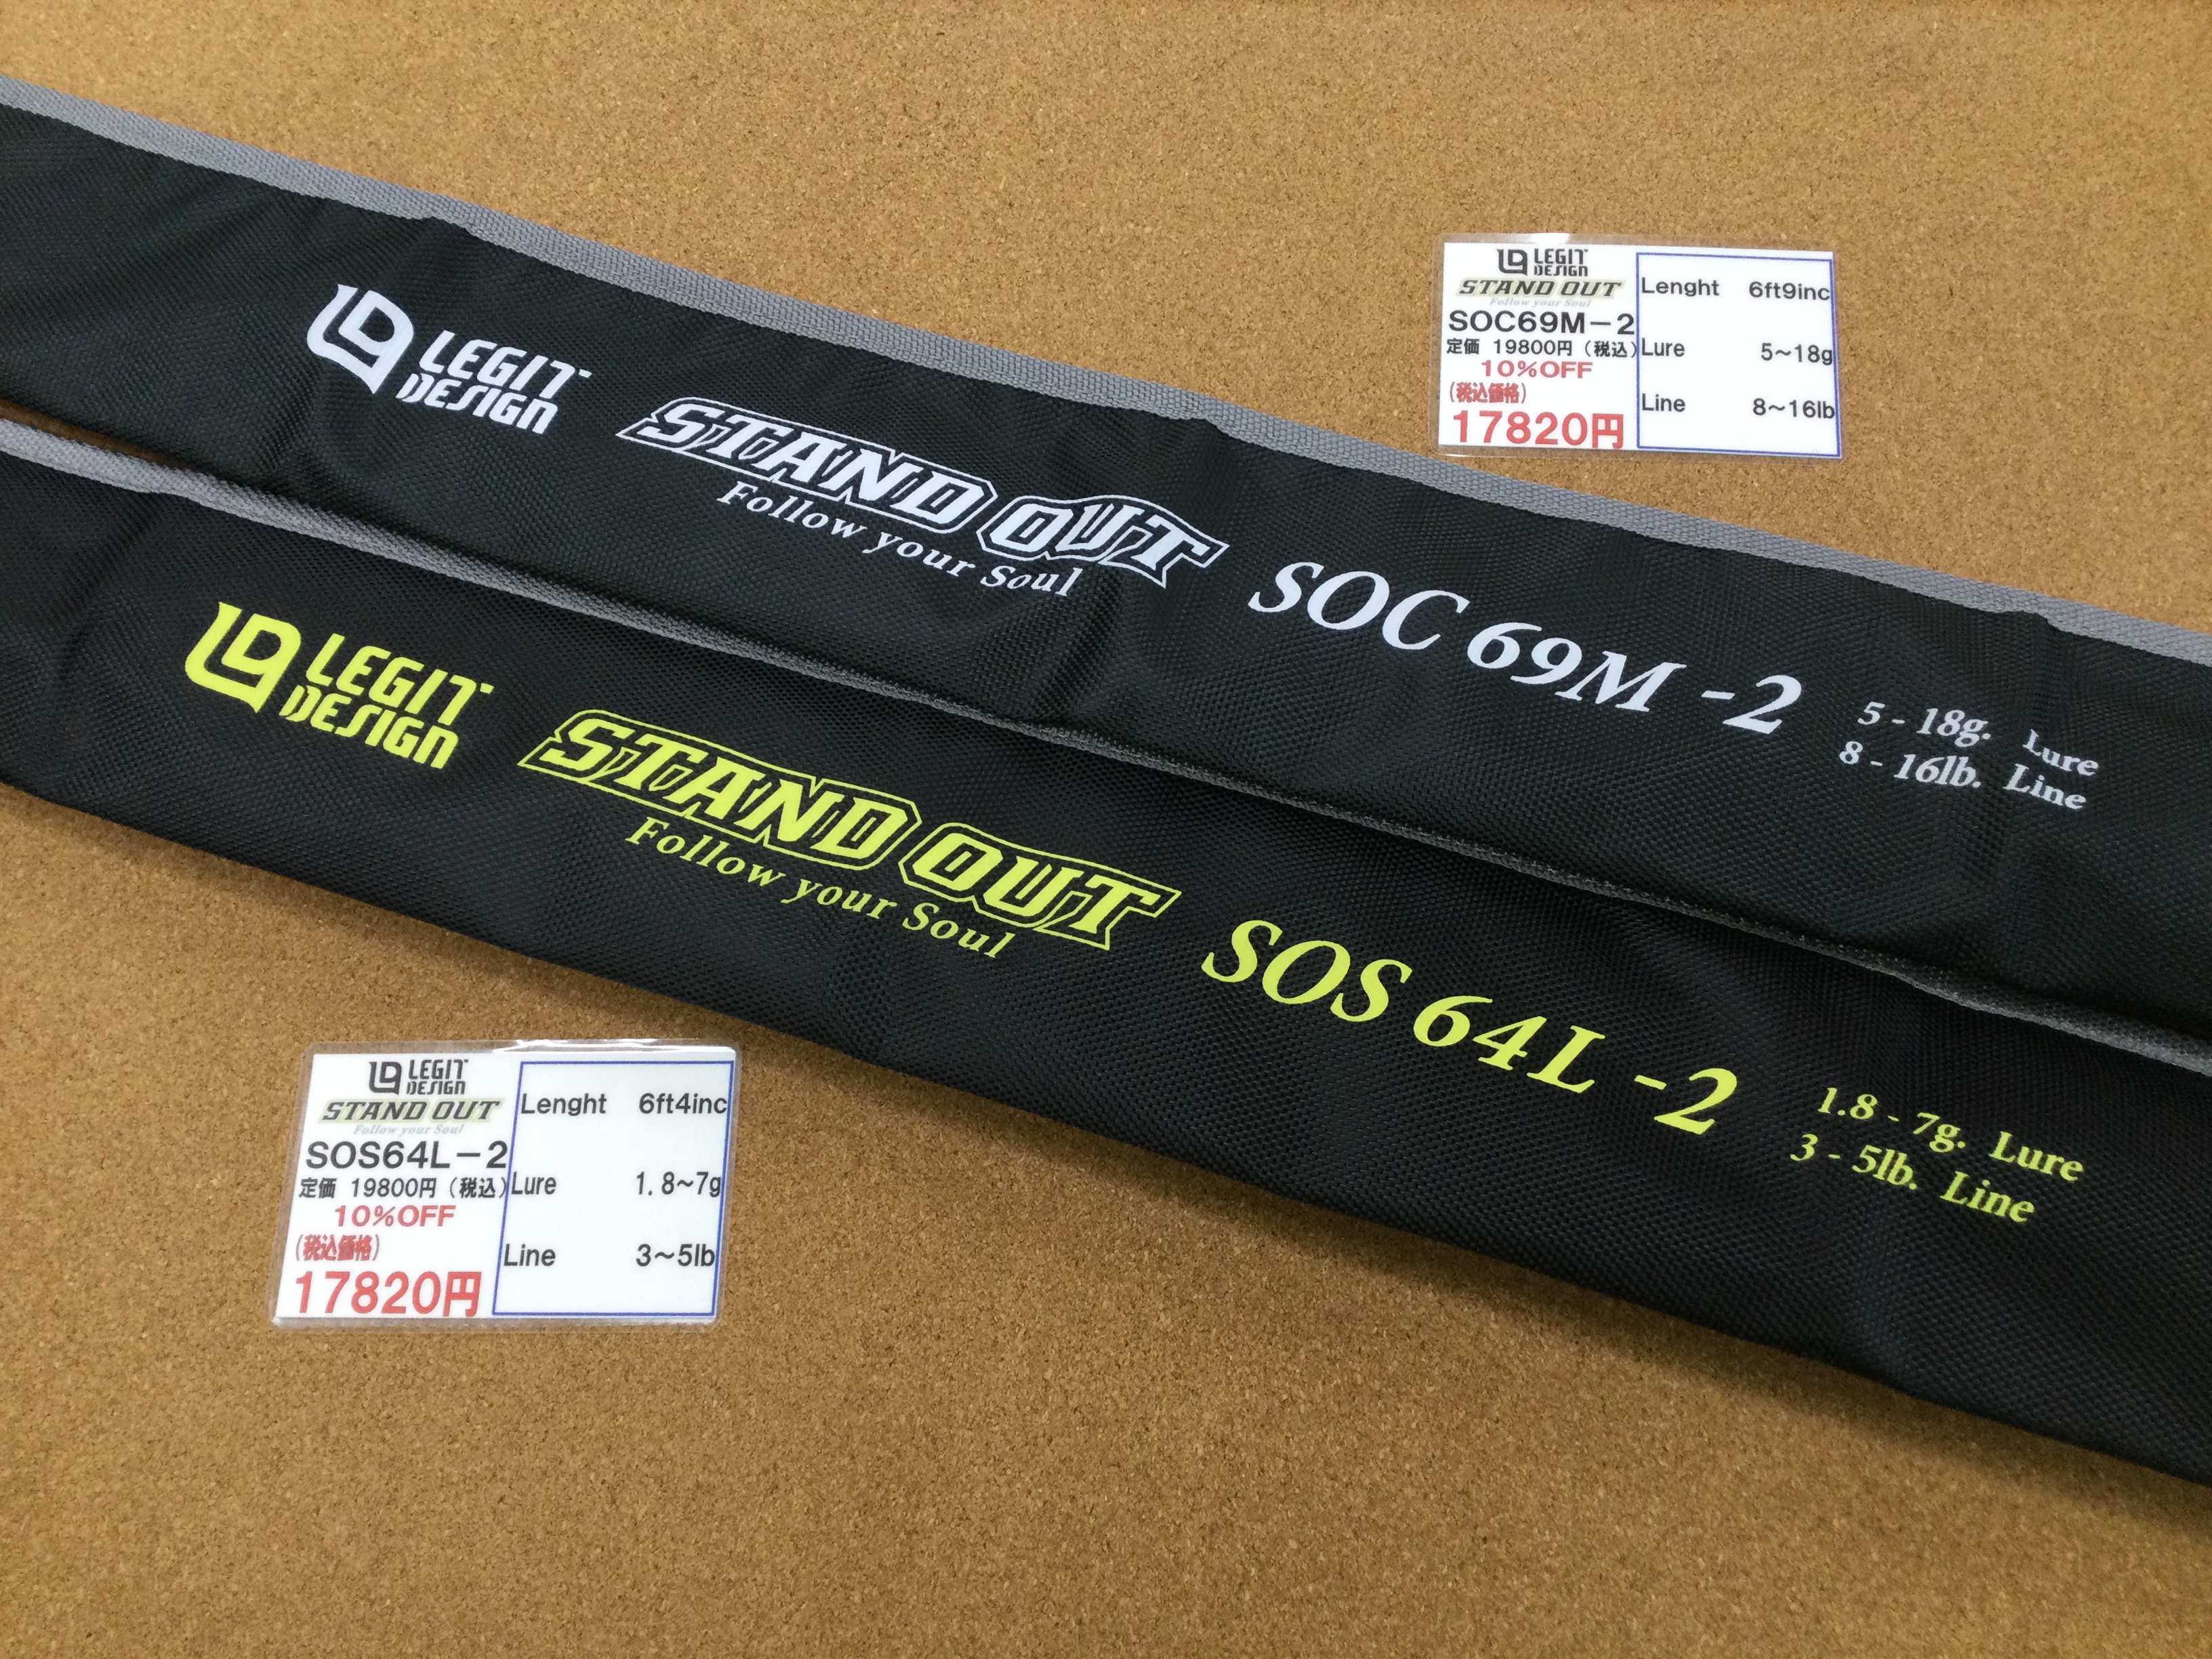 LEGIT
DESIGN
STAND OUT
Follow your Soul
SOC69M-2
定価 19800円（税込）
10%OFF
(税込価格)
17820円
Lenght 6ft9inc
Lure 5~18g
Line 8~16lb
LEGIT
DESIGN
STAND OUT
Follow your Soul
SOC 69M -2
5 - 18g. Lure
8 - 16lb. Line
LEGIT
DESIGN
STAND OUT
Follow your Soul
SOS 64L -2
1.8 - 7g. Lure
3 - 5lb. Line
LEGIT
DESIGN
STAND OUT
Follow your Soul
SOS64L-2
定価 19800円（税込）
10%OFF
(税込価格)
17820円
Lenght 6ft4inc
Lure 1.8~7g
Line 3~5lb